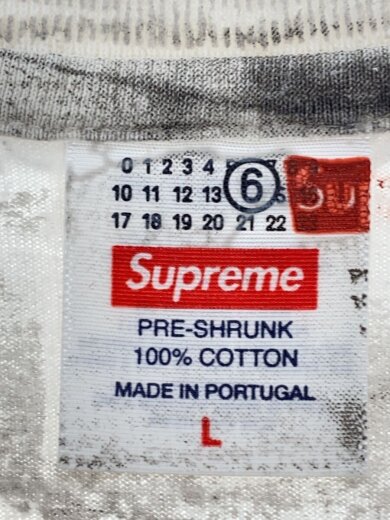 0 1 2 3 4
10 11 12 13 6 SU
17 18 19 20 21 22
Supreme
PRE-SHRUNK
100% COTTON
MADE IN PORTUGAL
L